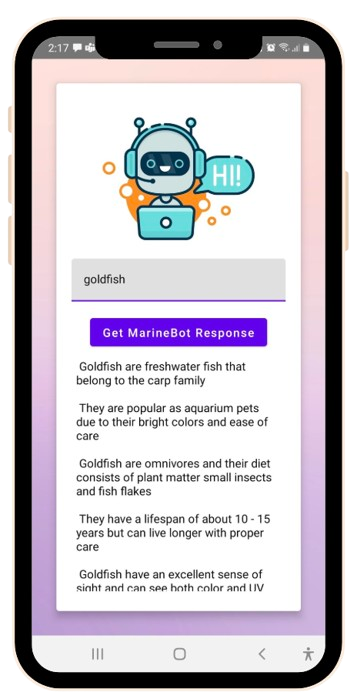 2:17
HI!
goldfish
Get MarineBot Response
Goldfish are freshwater fish that
belong to the carp family
They are popular as aquarium pets
due to their bright colors and ease of
care
Goldfish are omnivores and their diet
consists of plant matter small insects
and fish flakes
They have a lifespan of about 10 - 15
years but can live longer with proper
care
Goldfish have an excellent sense of
sight and can see both color and UV